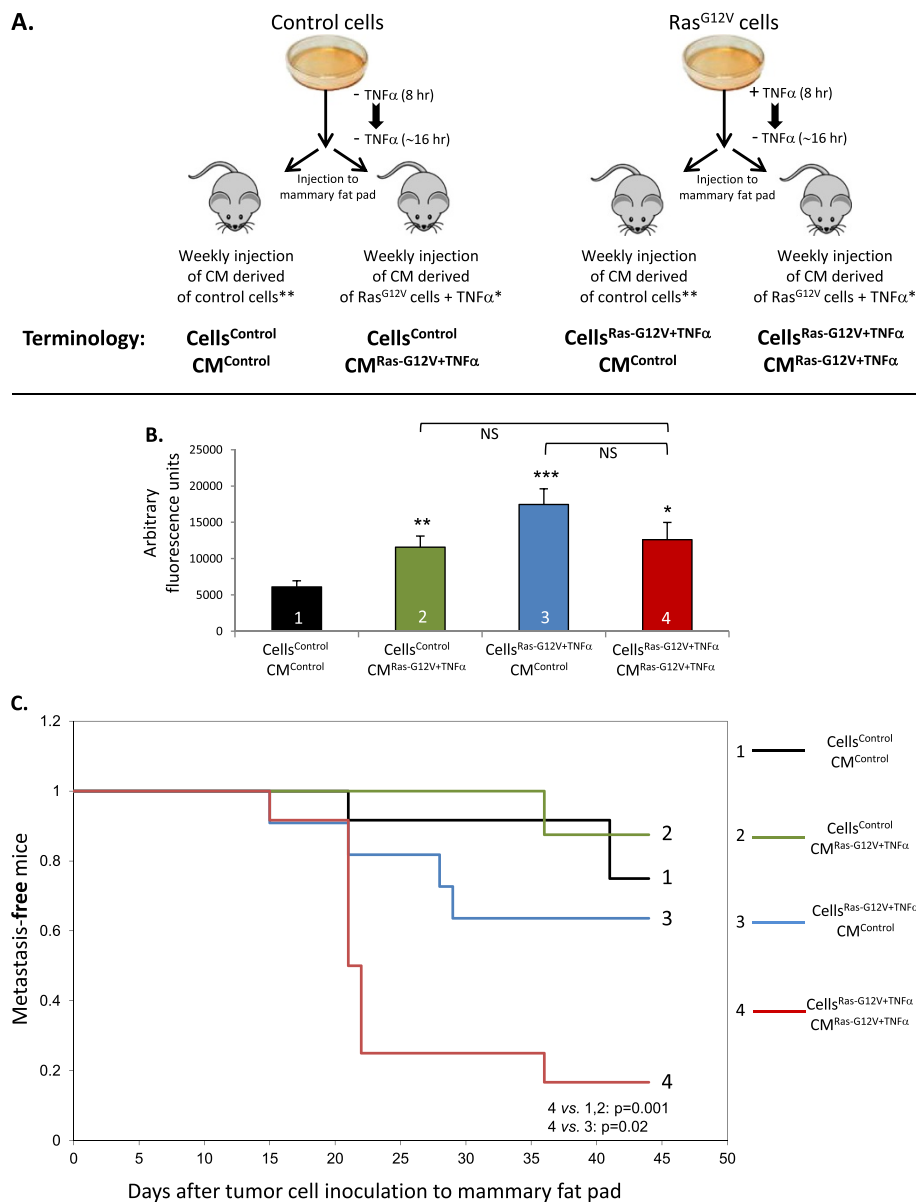 A.
Control cells
- TNFα (8 hr)
- TNFα (~16 hr)
Injection to
mammary fat pad
Weekly injection
of CM derived
of control cells**
Weekly injection
of CM derived
of Ras^G12V cells + TNFα*
Ras^G12V cells
+ TNFα (8 hr)
- TNFα (~16 hr)
Injection to
mammary fat pad
Weekly injection
of CM derived
of control cells**
Weekly injection
of CM derived
of Ras^G12V cells + TNFα*
Terminology:
Cells^Control
CM^Control
Cells^Control
CM^Ras-G12V+TNFα
Cells^Ras-G12V+TNFα
CM^Control
Cells^Ras-G12V+TNFα
CM^Ras-G12V+TNFα
B.
Arbitrary
fluorescence units
25000
20000
15000
10000
5000
0
NS
NS
**
***
*
1
2
3
4
Cells^Control
CM^Control
Cells^Control
CM^Ras-G12V+TNFα
Cells^Ras-G12V+TNFα
CM^Control
Cells^Ras-G12V+TNFα
CM^Ras-G12V+TNFα
C.
Metastasis-free mice
1.2
1
0.8
0.6
0.4
0.2
0
0 5 10 15 20 25 30 35 40 45 50
Days after tumor cell inoculation to mammary fat pad
2
1
3
4
4 vs. 1,2: p=0.001
4 vs. 3: p=0.02
1
Cells^Control
CM^Control
2
Cells^Control
CM^Ras-G12V+TNFα
3
Cells^Ras-G12V+TNFα
CM^Control
4
Cells^Ras-G12V+TNFα
CM^Ras-G12V+TNFα